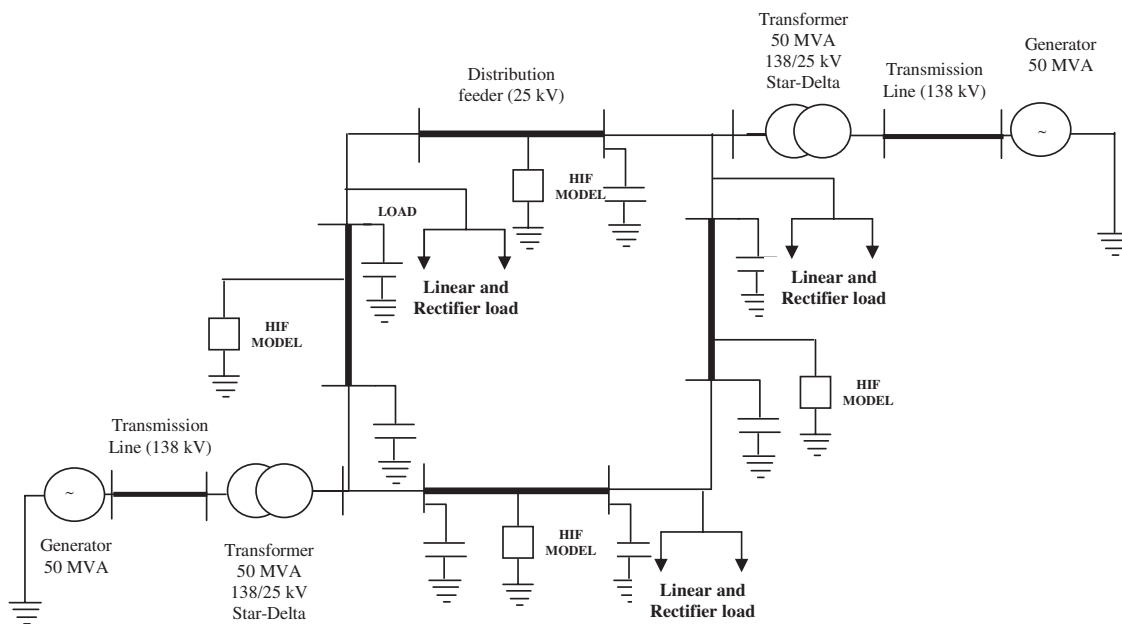 Transformer
50 MVA
138/25 kV
Star-Delta
Generator
50 MVA
Transmission
Line (138 kV)
Distribution
feeder (25 kV)
~
HIF
MODEL
LOAD
Linear and
Rectifier load
Linear and
Rectifier load
HIF
MODEL
HIF
MODEL
Transmission
Line (138 kV)
~
Generator
50 MVA
Transformer
50 MVA
138/25 kV
Star-Delta
HIF
MODEL
Linear and
Rectifier load